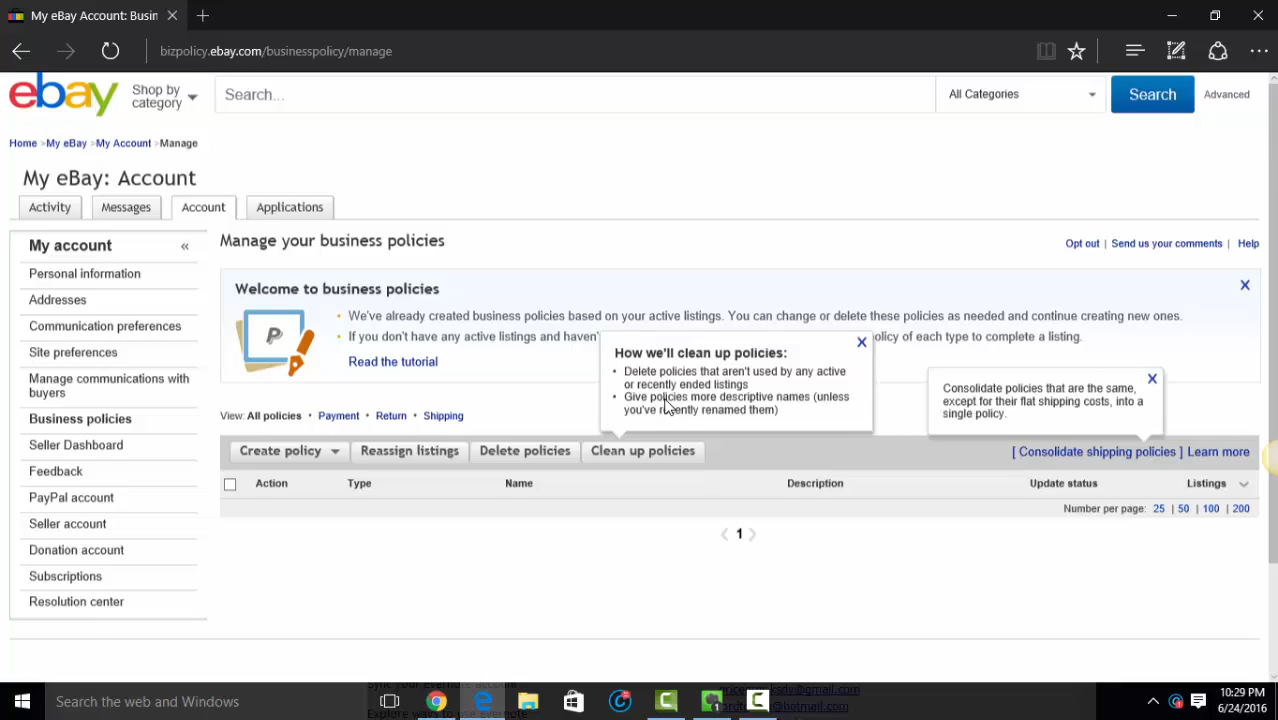 My eBay Account: Busin
bizpolicy.ebay.com/businesspolicy/manage
ebay
Shop by
category
Search...
All Categories
Search
Advanced
Home >My eBay >My Account >Manage
My eBay: Account
Activity
Messages
Account
Applications
My account «
Personal information
Addresses
Communication preferences
Site preferences
Manage communications with
buyers
Business policies
Seller Dashboard
Feedback
PayPal account
Seller account
Donation account
Subscriptions
Resolution center
Manage your business policies
Opt out | Send us your comments | Help
Welcome to business policies X
• We've already created business policies based on your active listings. You can change or delete these policies as needed and continue creating new ones.
• If you don't have any active listings and haven'
olicy of each type to complete a listing.
Read the tutorial
How we'll clean up policies: X
• Delete policies that aren't used by any active
or recently ended listings
• Give policies more descriptive names (unless
you've recently renamed them)
X
Consolidate policies that are the same,
except for their flat shipping costs, into a
single policy.
View: All policies • Payment • Return • Shipping
Create policy
Reassign listings
Delete policies
Clean up policies
[ Consolidate shipping policies ] Learn more
Action Type Name Description Update status Listings
Number per page: 25 | 50 | 100 | 200
1
Search the web and Windows
Explore ways to use Evernote
10:29 PM
6/24/2016